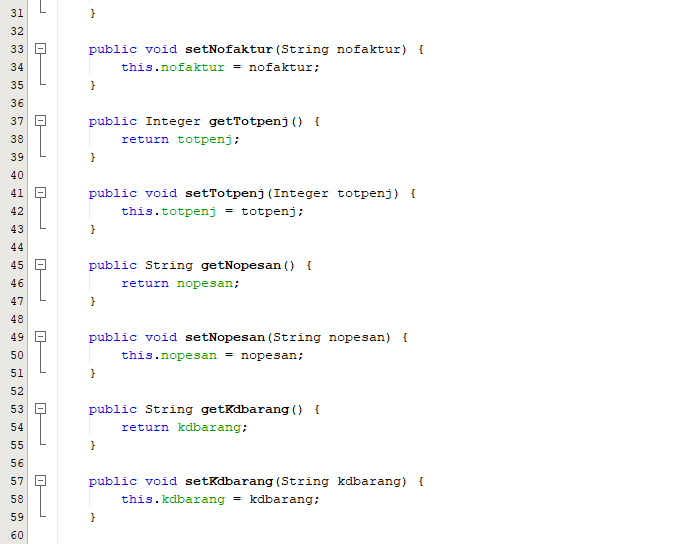 31 }
32
33 public void setNofaktur(String nofaktur) {
34 this.nofaktur = nofaktur;
35 }
36
37 public Integer getTotpenj() {
38 return totpenj;
39 }
40
41 public void setTotpenj(Integer totpenj) {
42 this.totpenj = totpenj;
43 }
44
45 public String getNopesan() {
46 return nopesan;
47 }
48
49 public void setNopesan(String nopesan) {
50 this.nopesan = nopesan;
51 }
52
53 public String getKdbarang() {
54 return kdbarang;
55 }
56
57 public void setKdbarang(String kdbarang) {
58 this.kdbarang = kdbarang;
59 }
60